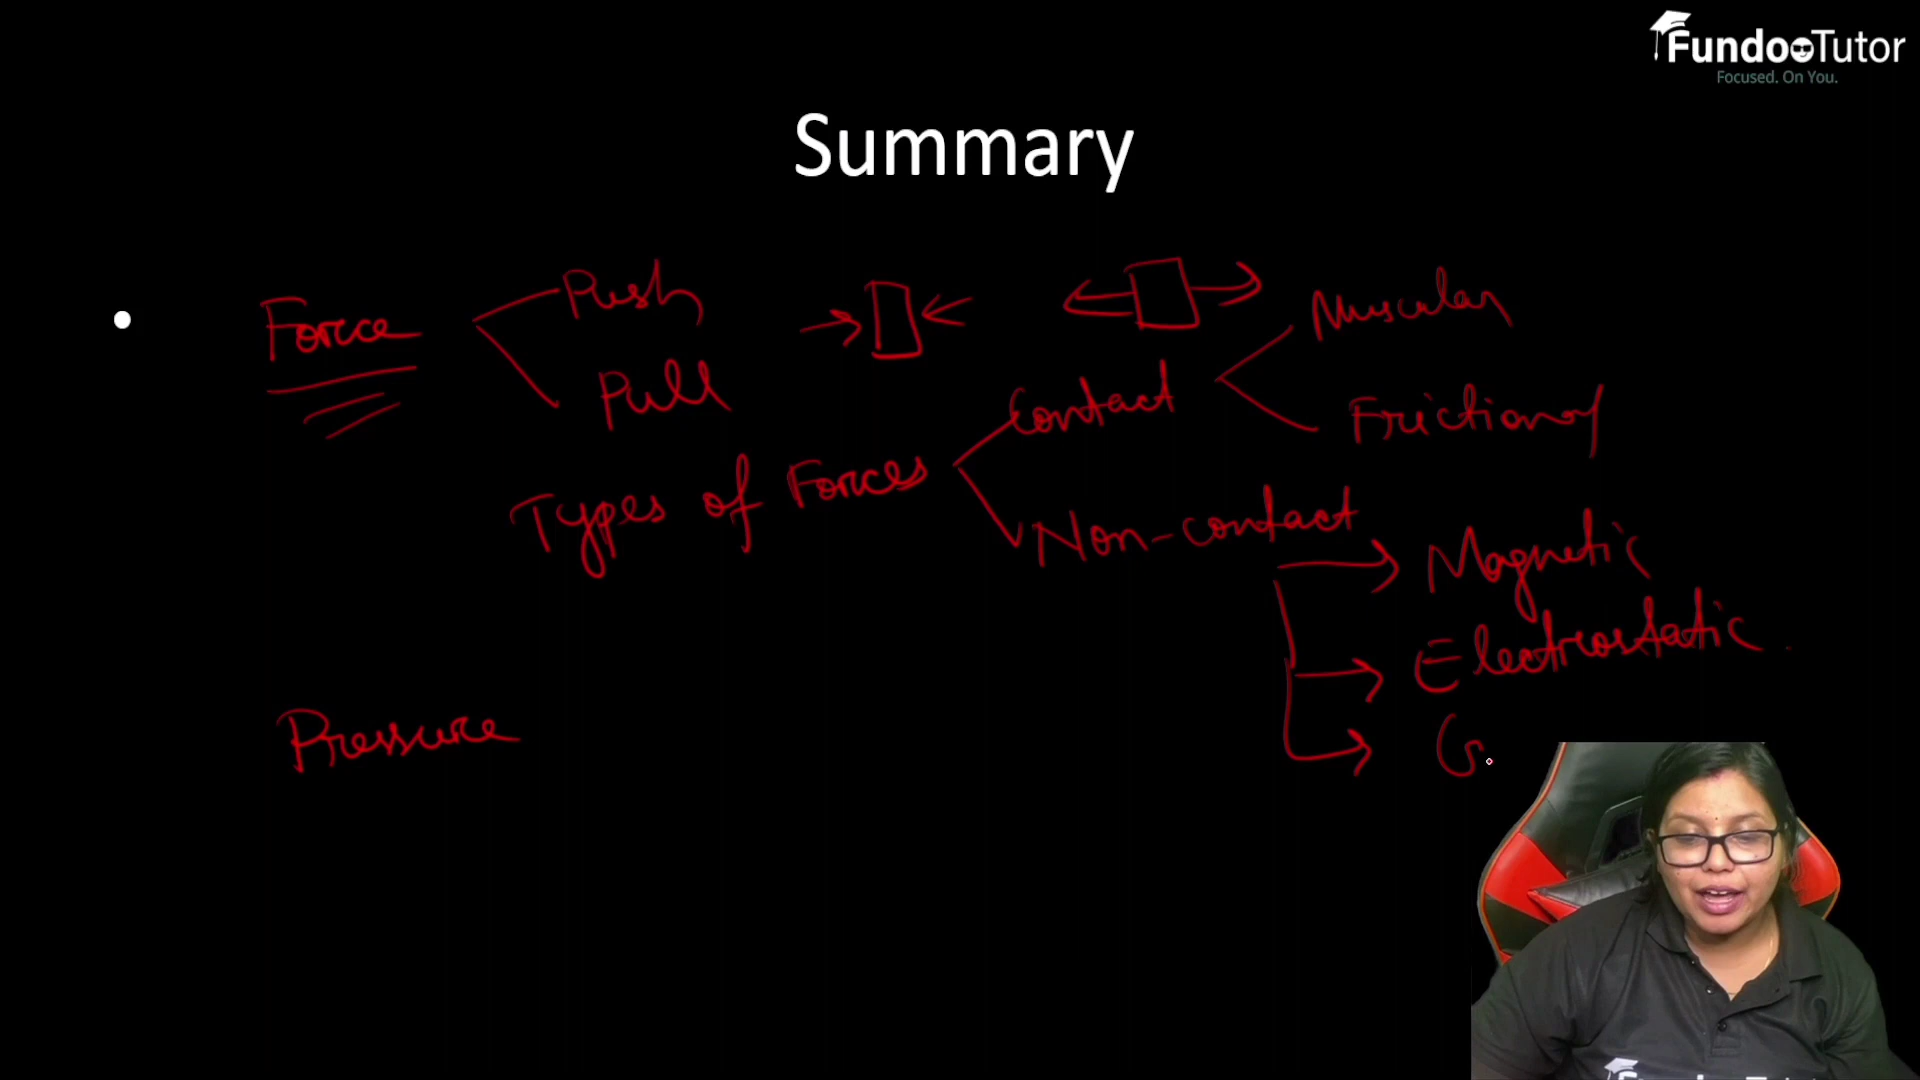 FundooTutor
Focused. On You.
Summary
Force
Push
Pull
Muscular
Contact
Frictional
Types of Forces
Non-contact
Magnetic
Electrostatic
Pressure
G